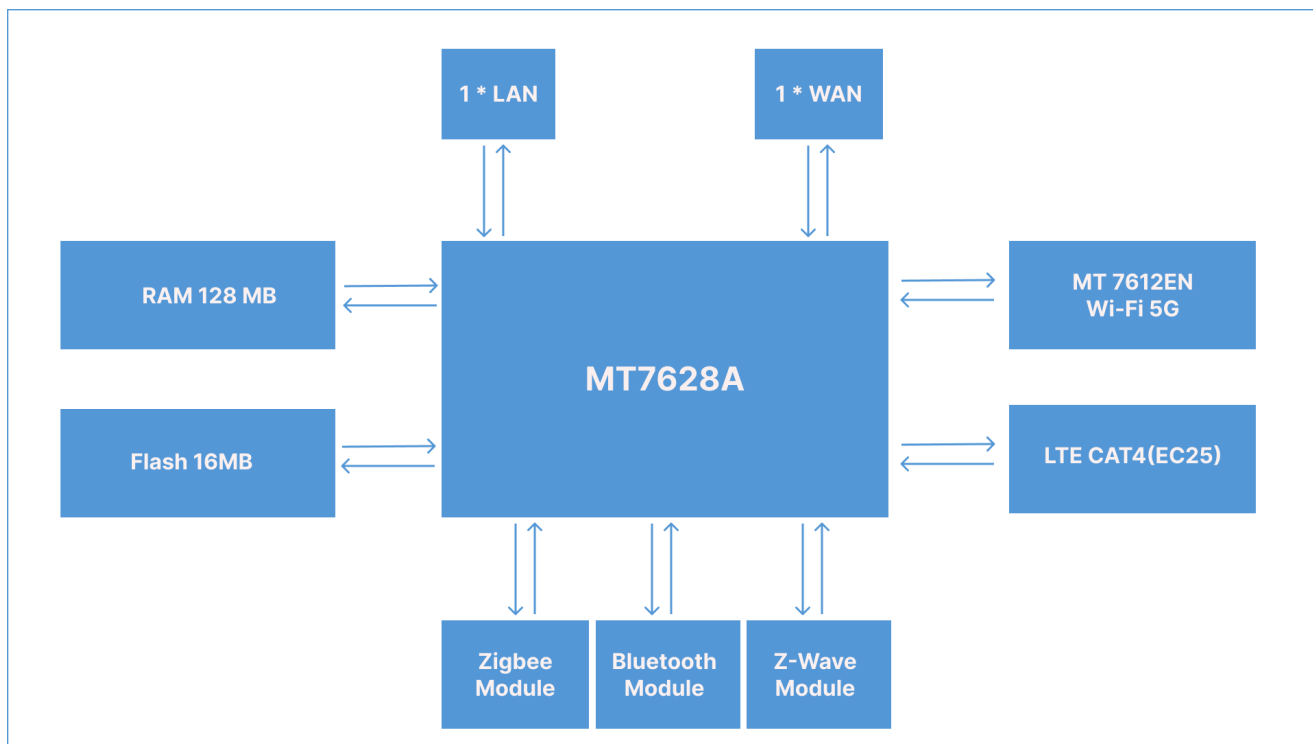 1 * LAN
1 * WAN
RAM 128 MB
MT 7612EN
Wi-Fi 5G
MT7628A
Flash 16MB
LTE CAT4(EC25)
Zigbee
Module
Bluetooth
Module
Z-Wave
Module